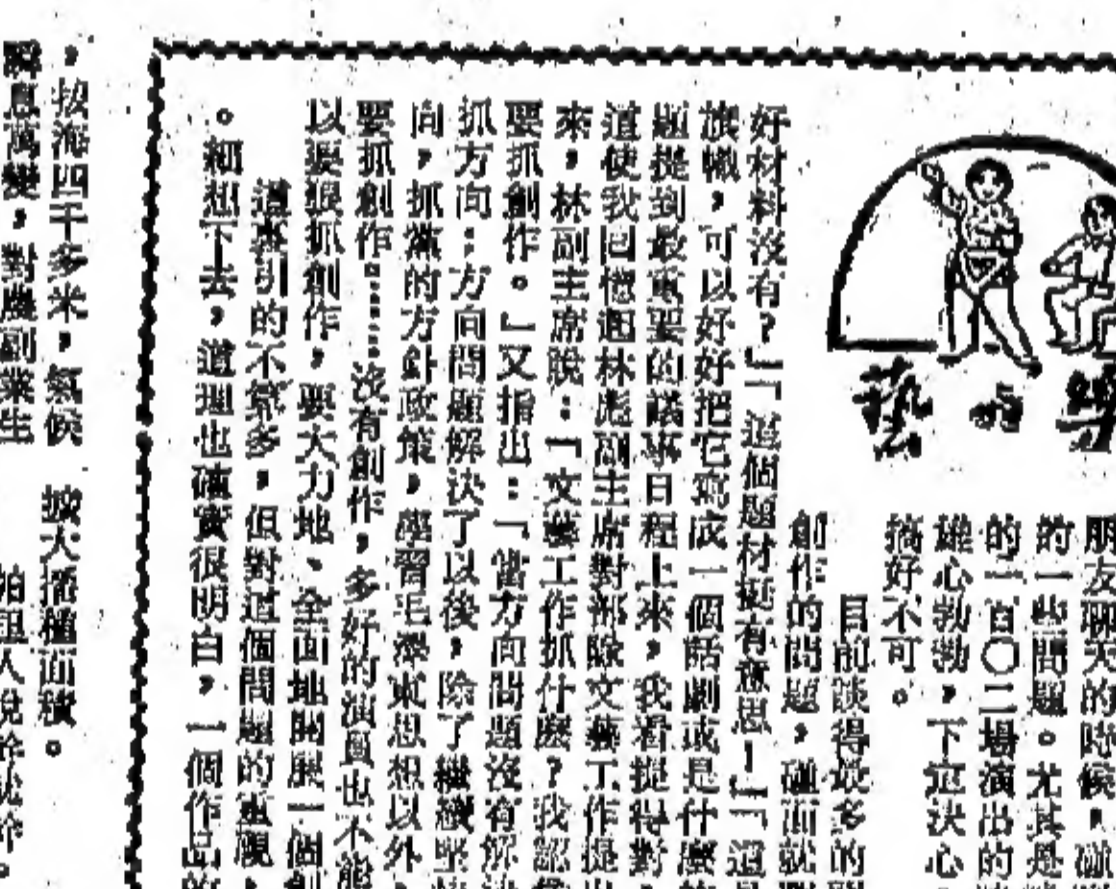 藝与樂
朋友聊天的時候，
的一些問題。尤其是
的一百〇二場演出的
雄心勃勃，下定決心
搞好不可。
目前談得最多的
創作的問題，碰面就
好材料沒有？」「這個題材挺有意思！」「這
旗幟，可以好好把它寫成一個話劇或是什麼的
題提到最重要的議事日程上來，我看提得對
這使我回憶起林彪副主席對部隊文藝工作提出
來，林副主席說：「文藝工作抓什麼？我認爲
要抓創作。」又指出：「當方向問題沒有解決
抓方向；方向問題解決了以後，除了繼續堅持
向，抓黨的方針政策，學習毛澤東思想以外，
要抓創作……沒有創作，多好的演員也不能
以要狠抓創作，要大力地、全面地開展一個創
這裏引的不算多，但對這個問題的重視，
。細想下去，道理也確實很明白，一個作品的
，拔海四千多米，氣候
瞬息萬變，對農副業生
擴大播種面積。
人說幹就幹。